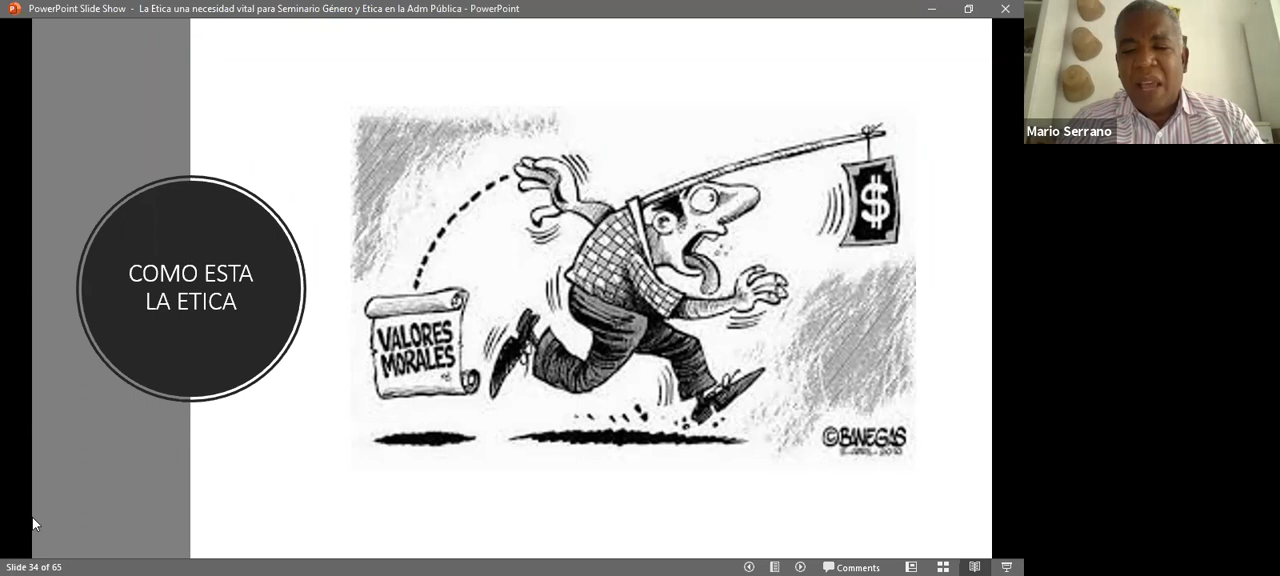 PowerPoint Slide Show - La Etica una necesidad vital para Seminario Género y Etica en la Adm Pública - PowerPoint
Mario Serrano
COMO ESTA
LA ETICA
$
VALORES
MORALES
©BANEGAS
Slide 34 of 65
Comments